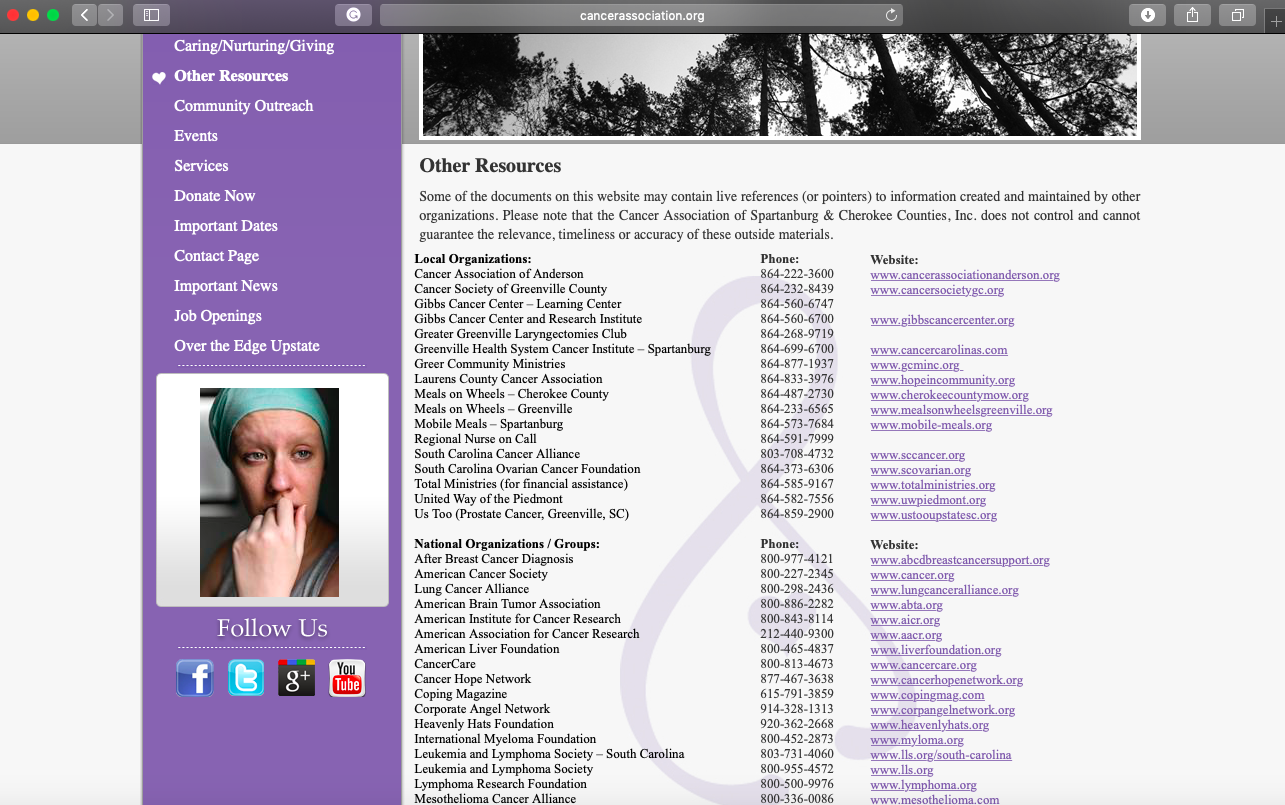 cancerassociation.org
Caring/Nurturing/Giving
Other Resources
Community Outreach
Events
Services
Donate Now
Important Dates
Contact Page
Important News
Job Openings
Over the Edge Upstate
Follow Us
You
Tube
Other Resources
Some of the documents on this website may contain live references (or pointers) to information created and maintained by other
organizations. Please note that the Cancer Association of Spartanburg & Cherokee Counties, Inc. does not control and cannot
guarantee the relevance, timeliness or accuracy of these outside materials.
Local Organizations: Phone: Website:
Cancer Association of Anderson 864-222-3600 www.cancerassociationanderson.org
Cancer Society of Greenville County 864-232-8439 www.cancersocietygc.org
Gibbs Cancer Center – Learning Center 864-560-6747
Gibbs Cancer Center and Research Institute 864-560-6700 www.gibbscancercenter.org
Greater Greenville Laryngectomies Club 864-268-9719
Greenville Health System Cancer Institute – Spartanburg 864-699-6700 www.cancercarolinas.com
Greer Community Ministries 864-877-1937 www.gcminc.org
Laurens County Cancer Association 864-833-3976 www.hopeincommunity.org
Meals on Wheels – Cherokee County 864-487-2730 www.cherokeecountymow.org
Meals on Wheels – Greenville 864-233-6565 www.mealsonwheelsgreenville.org
Mobile Meals – Spartanburg 864-573-7684 www.mobile-meals.org
Regional Nurse on Call 864-591-7999
South Carolina Cancer Alliance 803-708-4732 www.sccancer.org
South Carolina Ovarian Cancer Foundation 864-373-6306 www.scovarian.org
Total Ministries (for financial assistance) 864-585-9167 www.totalministries.org
United Way of the Piedmont 864-582-7556 www.uwpiedmont.org
Us Too (Prostate Cancer, Greenville, SC) 864-859-2900 www.ustooupstatesc.org
National Organizations / Groups: Phone: Website:
After Breast Cancer Diagnosis 800-977-4121 www.abcdbreastcancersupport.org
American Cancer Society 800-227-2345 www.cancer.org
Lung Cancer Alliance 800-298-2436 www.lungcanceralliance.org
American Brain Tumor Association 800-886-2282 www.abta.org
American Institute for Cancer Research 800-843-8114 www.aicr.org
American Association for Cancer Research 212-440-9300 www.aacr.org
American Liver Foundation 800-465-4837 www.liverfoundation.org
CancerCare 800-813-4673 www.cancercare.org
Cancer Hope Network 877-467-3638 www.cancerhopenetwork.org
Coping Magazine 615-791-3859 www.copingmag.com
Corporate Angel Network 914-328-1313 www.corpangelnetwork.org
Heavenly Hats Foundation 920-362-2668 www.heavenlyhats.org
International Myeloma Foundation 800-452-2873 www.myloma.org
Leukemia and Lymphoma Society – South Carolina 803-731-4060 www.lls.org/south-carolina
Leukemia and Lymphoma Society 800-955-4572 www.lls.org
Lymphoma Research Foundation 800-500-9976 www.lymphoma.org
Mesothelioma Cancer Alliance 800-336-0086 www.mesothelioma.com